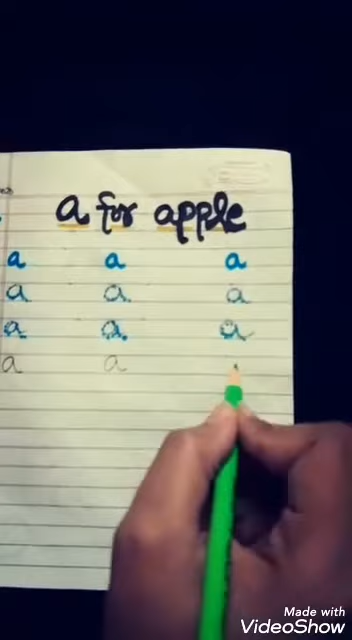 a for apple
a a a
a a. a
a. a. a
a a
Made with
VideoShow